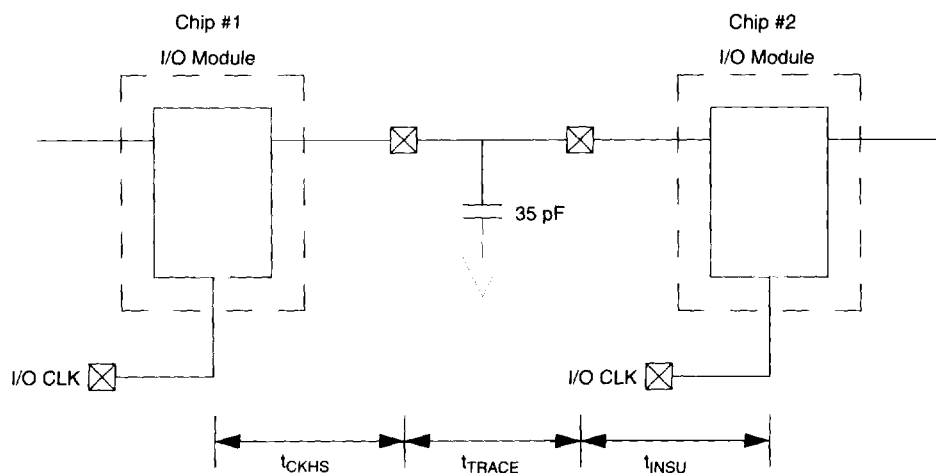 Chip #1
I/O Module
Chip #2
I/O Module
35 pF
I/O CLK
I/O CLK
tCKHS
tTRACE
tINSU